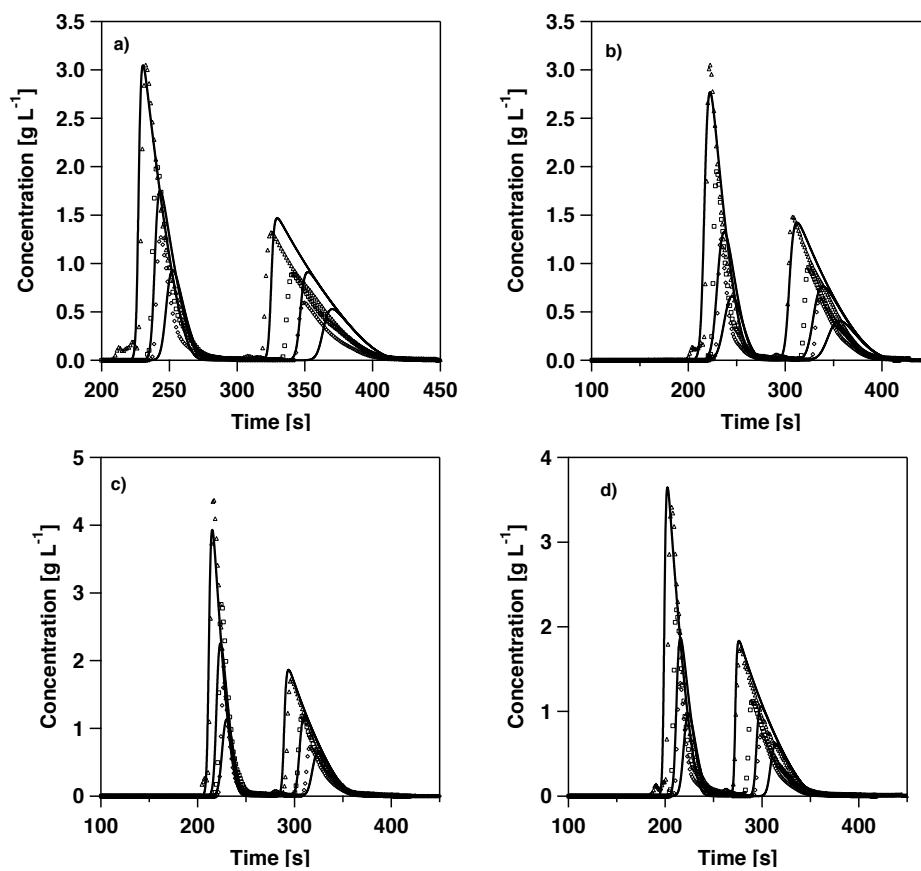 a)
Concentration [g L⁻¹]
3.5
3.0
2.5
2.0
1.5
1.0
0.5
0.0
200 250 300 350 400 450
Time [s]
b)
Concentration [g L⁻¹]
3.5
3.0
2.5
2.0
1.5
1.0
0.5
0.0
100 200 300 400
Time [s]
c)
Concentration [g L⁻¹]
5
4
3
2
1
0
100 200 300 400
Time [s]
d)
Concentration [g L⁻¹]
4
3
2
1
0
100 200 300 400
Time [s]